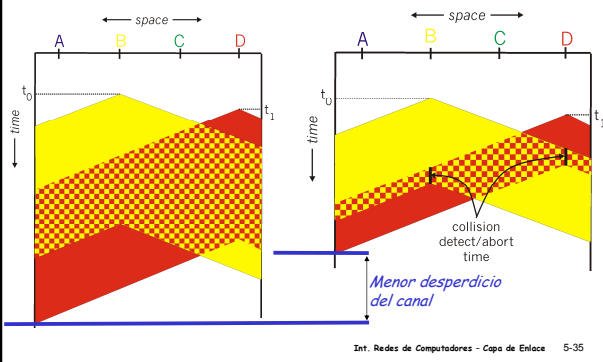 space
A B C D
t0
t1
time
space
A B C D
t0
t1
time
collision
detect/abort
time
Menor desperdicio
del canal
Int. Redes de Computadores - Capa de Enlace 5-35